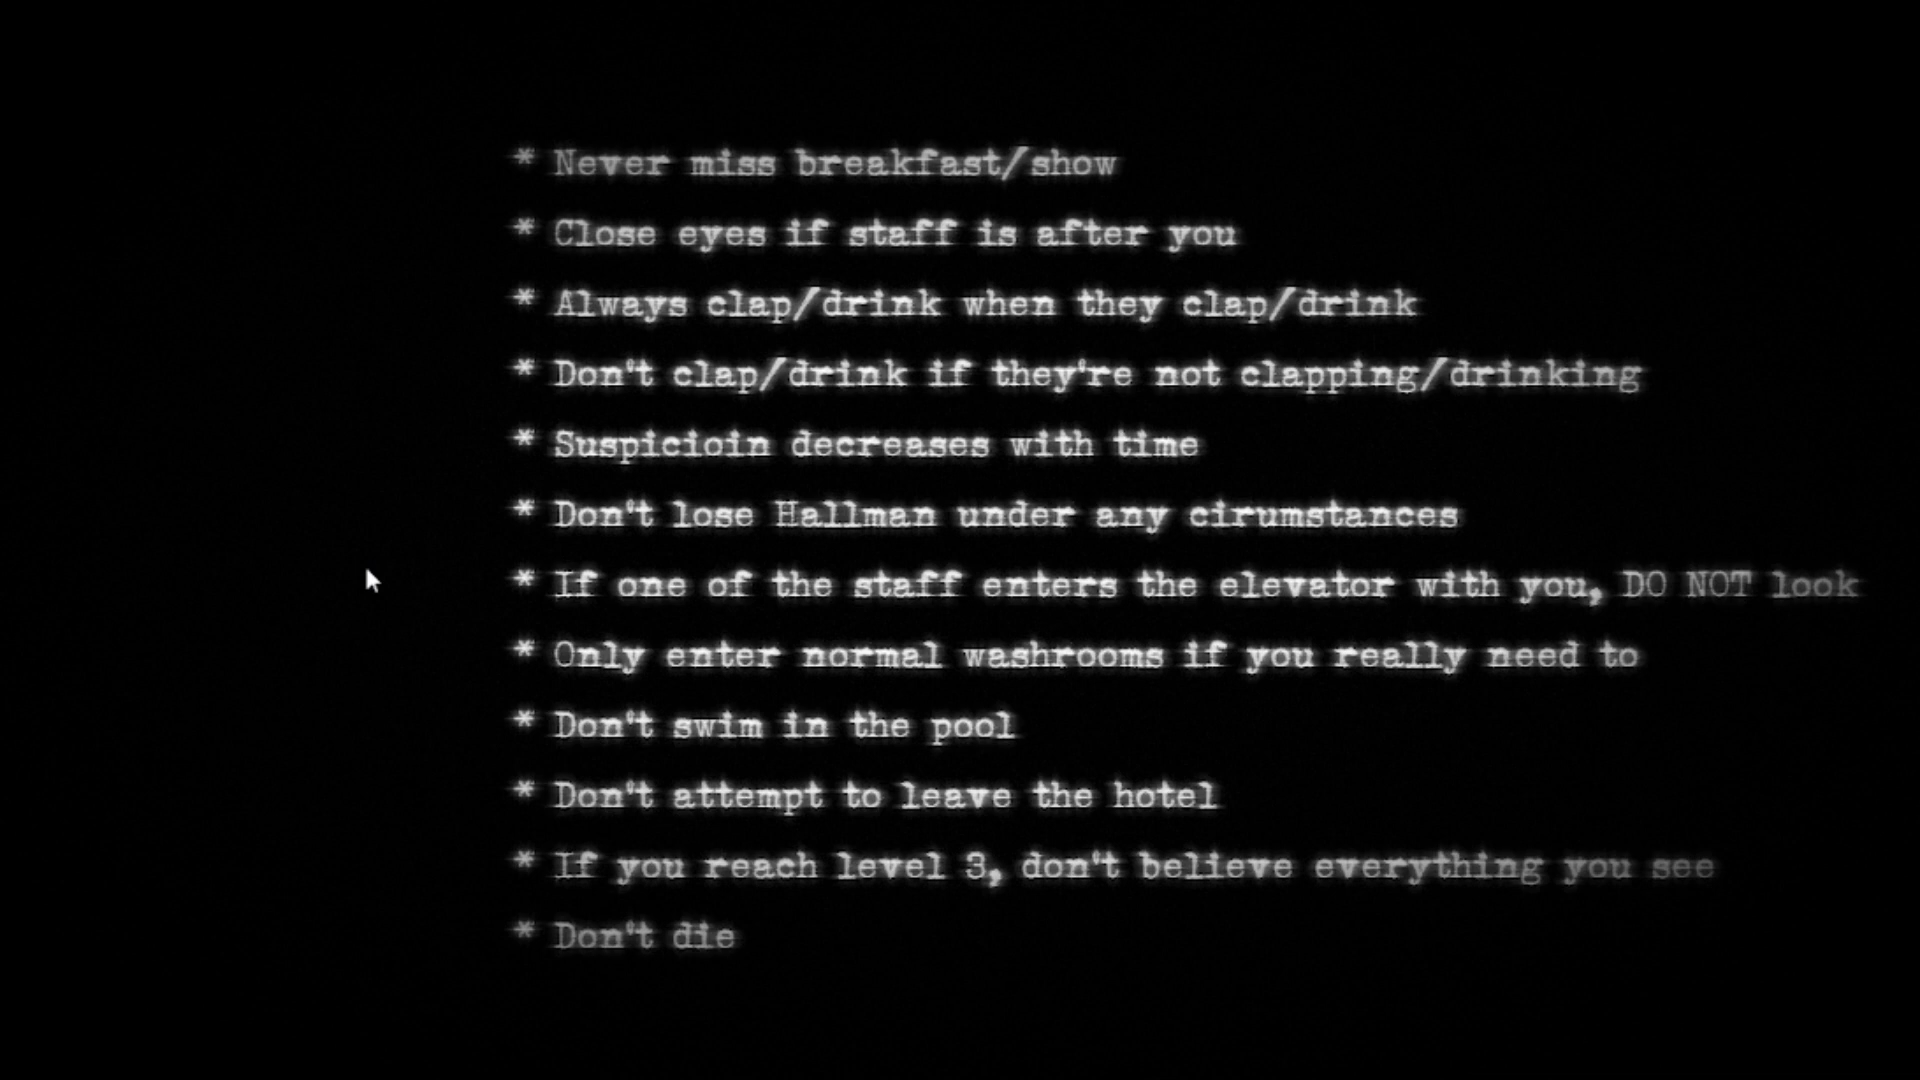 * Never miss breakfast/show
* Close eyes if staff is after you
* Always clap/drink when they clap/drink
* Don't clap/drink if they're not clapping/drinking
* Suspicioin decreases with time
* Don't lose Hallman under any cirumstances
* If one of the staff enters the elevator with you, DO NOT look
* Only enter normal washrooms if you really need to
* Don't swim in the pool
* Don't attempt to leave the hotel
* If you reach level 3, don't believe everything you see
* Don't die